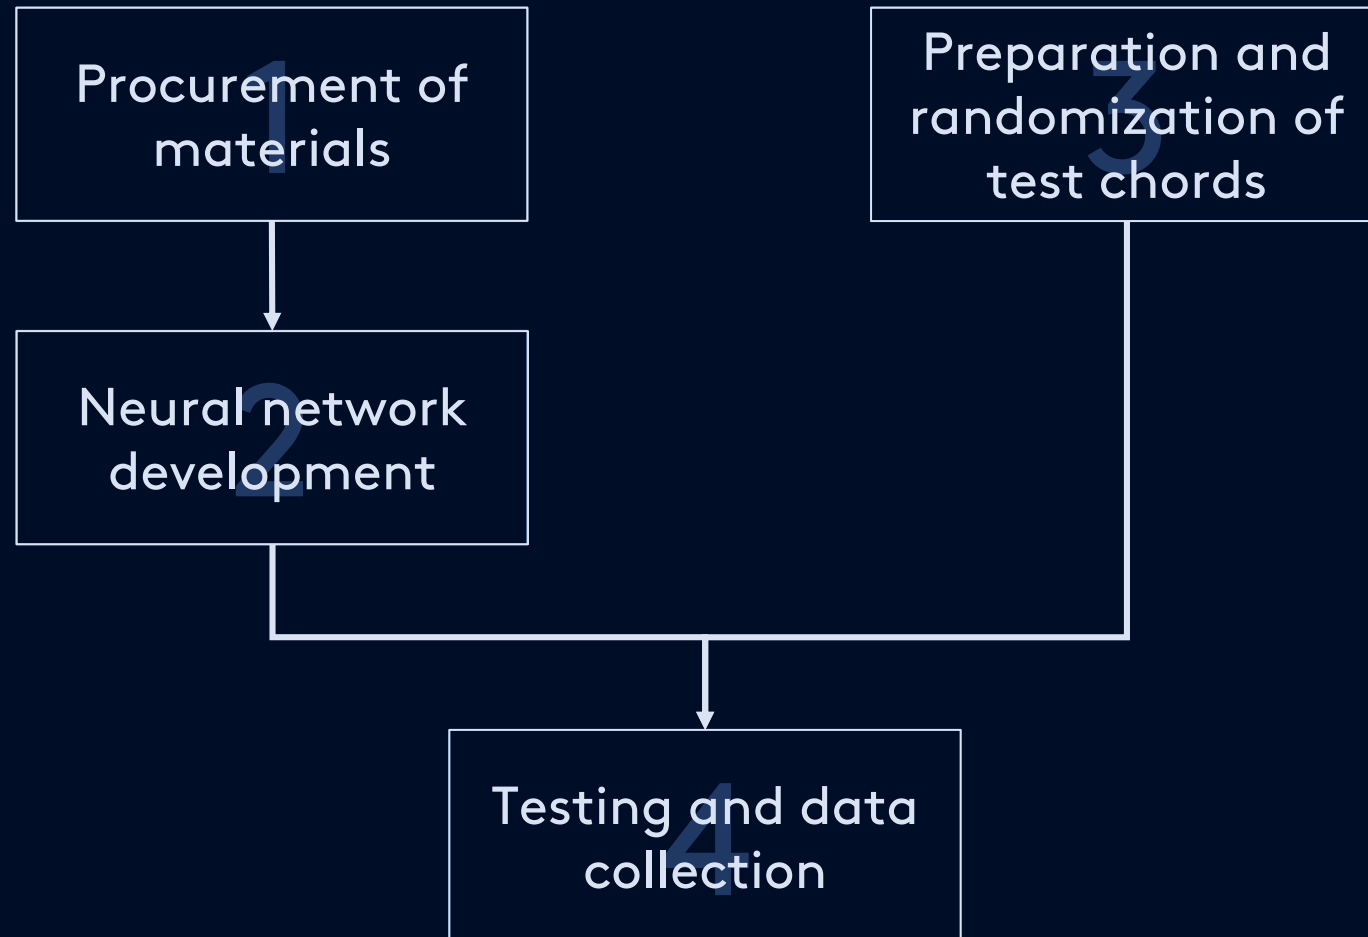 1
Procurement of
materials
2
Neural network
development
3
Preparation and
randomization of
test chords
4
Testing and data
collection